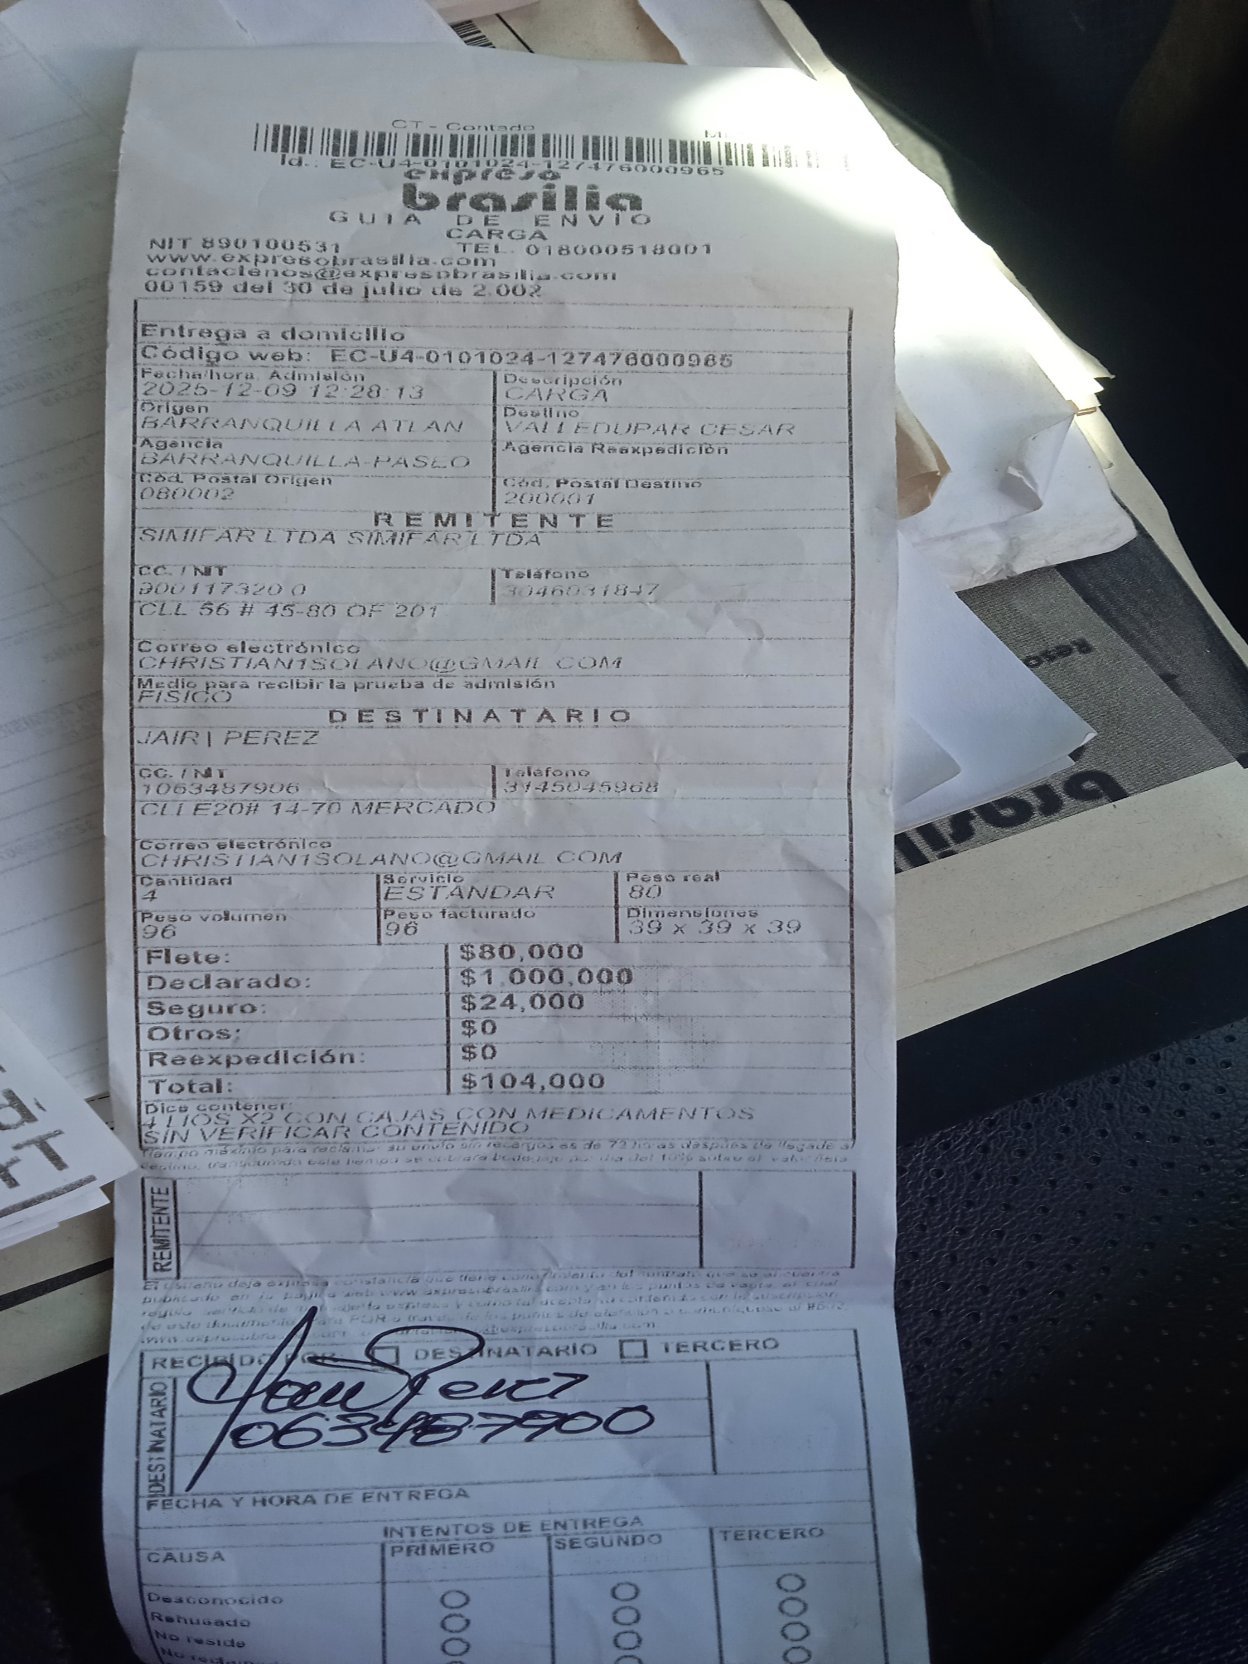 CT - Contado
Id.: EC-U4-0101024-127476000965
expreso
brasilia
GUIA DE ENVIO
CARGA
NIT 890100531 TEL. 018000518001
www.expresobrasilia.com
contactenos@expresobrasilia.com
00159 del 30 de julio de 2.002
Entrega a domicilio
Código web: EC-U4-0101024-127476000965
Fecha/hora. Admisión Descripción
2025-12-09 12:28:13 CARGA
Origen Destino
BARRANQUILLA ATLAN VALLEDUPAR CESAR
Agencia Agencia Reexpedición
BARRANQUILLA-PASEO
Cód. Postal Origen Cód. Postal Destino
080002 200001
REMITENTE
SIMIFAR LTDA SIMIFAR LTDA
CC. / NIT Teléfono
900117320 0 3046031847
CLL 56 # 45-80 OF 201
Correo electrónico
CHRISTIAN1SOLANO@GMAIL.COM
Medio para recibir la prueba de admisión
FISICO
DESTINATARIO
JAIR| PEREZ
CC. / NIT Teléfono
1063487906 3145045968
CLLE20# 14-70 MERCADO
Correo electrónico
CHRISTIAN1SOLANO@GMAIL.COM
Cantidad Servicio Peso real
4 ESTANDAR 80
Peso volumen Peso facturado Dimensiones
96 96 39 x 39 x 39
Flete: $80,000
Declarado: $1.000,000
Seguro: $24,000
Otros: $0
Reexpedición: $0
Total: $104,000
Dice contener:
4 LIOS X2 CON CAJAS CON MEDICAMENTOS
SIN VERIFICAR CONTENIDO
REMITENTE
RECIBIDO POR: DESTINATARIO TERCERO
DESTINATARIO
Perez
FECHA Y HORA DE ENTREGA
INTENTOS DE ENTREGA
CAUSA PRIMERO SEGUNDO TERCERO
Desconocido
Rehusado
No reside
brasilia